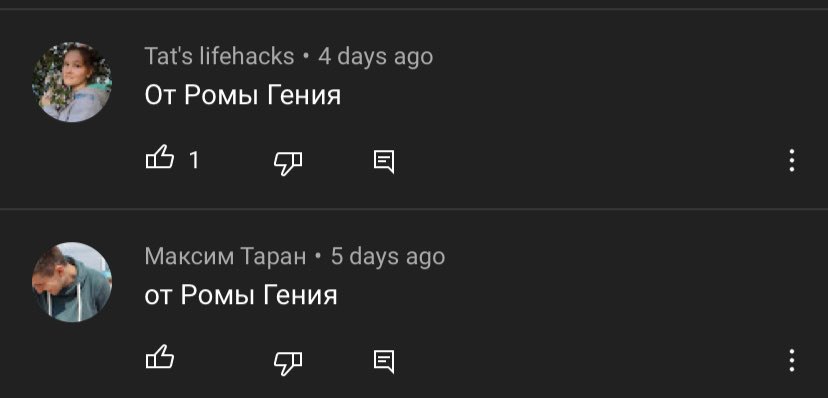 Tat's lifehacks • 4 days ago
От Ромы Гения
1
Максим Таран • 5 days ago
от Ромы Гения